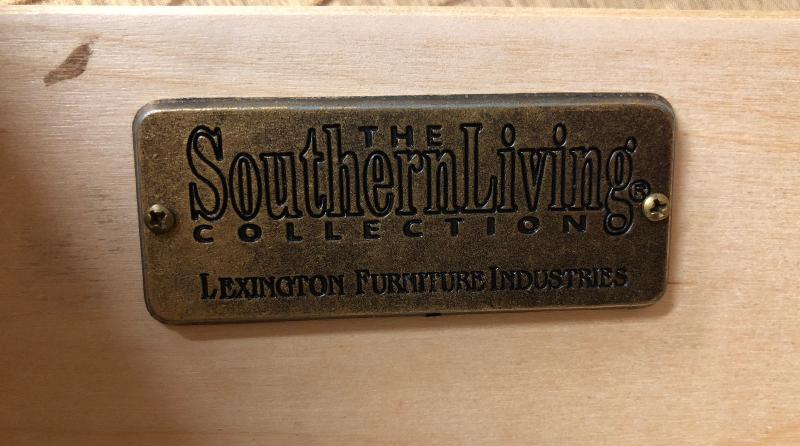 THE
SouthernLiving®
COLLECTION
LEXINGTON FURNITURE INDUSTRIES